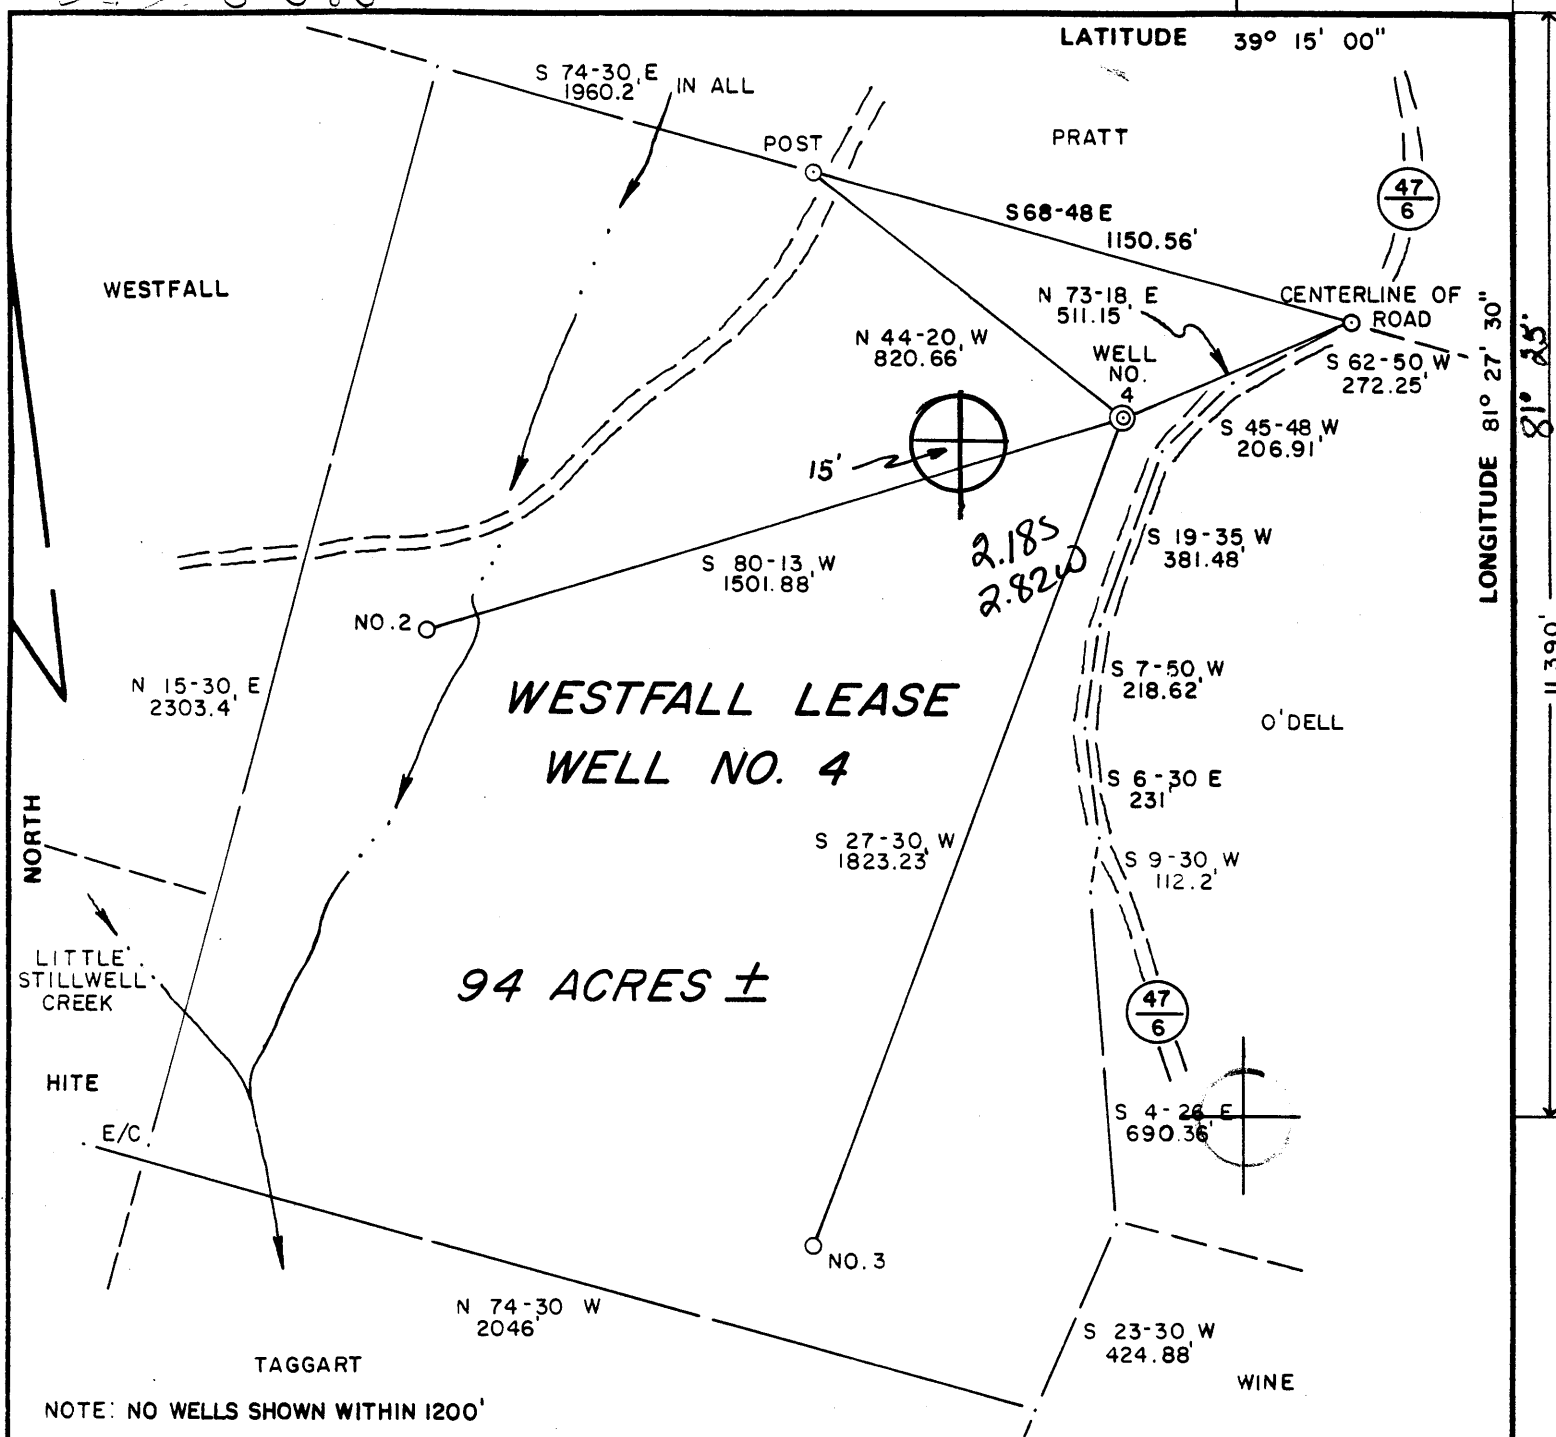 LATITUDE 39° 15' 00"
S 74-30 E
1960.2'
IN ALL
POST
PRATT
47
6
S 68-48 E
1150.56'
WESTFALL
N 73-18 E
511.15'
CENTERLINE OF
ROAD
N 44-20 W
820.66'
WELL
NO.
4
S 62-50 W
272.25'
LONGITUDE 81° 27' 30"
81° 25"
S 45-48 W
206.91'
15'
2.18S
2.82W
S 19-35 W
381.48'
S 80-13 W
1501.88'
NO.2
11,390'
N 15-30 E
2303.4'
WESTFALL LEASE
WELL NO. 4
S 7-50 W
218.62'
O'DELL
S 6-30 E
231'
NORTH
S 27-30 W
1823.23'
S 9-30 W
112.2'
LITTLE
STILLWELL
CREEK
94 ACRES ±
47
6
HITE
E/C
S 4-26 E
690.36'
NO.3
N 74-30 W
2046'
S 23-30 W
424.88'
TAGGART
WINE
NOTE: NO WELLS SHOWN WITHIN 1200'